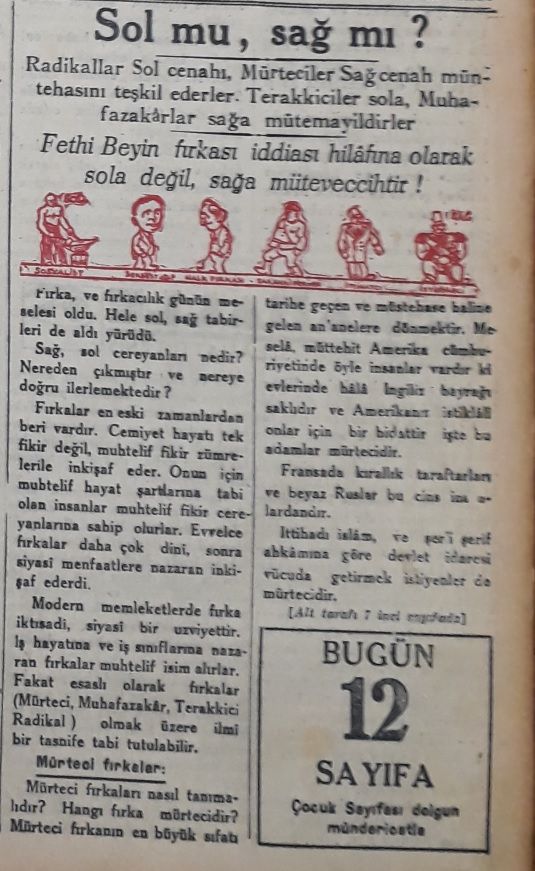 Sol mu, sağ mı?
Radikallar Sol cenahı, Mürteciler Sağcenah mün-
tehasını teşkil ederler. Terakkiciler sola, Muha-
fazakârlar sağa mütemayildirler
Fethi Beyin fırkası iddiası hilâfına olarak
sola değil, sağa müteveccihtir!
SOSYALİST
HALK FIRKASI
Fırka, ve fırkacılık günün me-
selesi oldu. Hele sol, sağ tabir-
leri de aldı yürüdü.
Sağ, sol cereyanları nedir?
Nereden çıkmıştır ve nereye
doğru ilerlemektedir?
Fırkalar en eski zamanlardan
beri vardır. Cemiyet hayatı tek
fikir değil, muhtelif fikir zümre-
lerile inkişaf eder. Onun için
muhtelif hayat şartlarına tabi
olan insanlar muhtelif fikir cere-
yanlarına sahip olurlar. Evvelce
fırkalar daha çok dinî, sonra
siyasî menfaatlere nazaran inki-
şaf ederdi.
Modern memleketlerde fırka
iktisadî, siyasî bir uzviyettir.
İş hayatına ve iş sınıflarına naza-
ran fırkalar muhtelif isim alırlar.
Fakat esaslı olarak fırkalar
(Mürteci, Muhafazakâr, Terakkici
Radikal) olmak üzere ilmî
bir tasnife tabi tutulabilir.
Mürteci fırkalar:
Mürteci fırkaları nasıl tanıma-
lıdır? Hangi fırka mürtecidir?
Mürteci fırkanın en büyük sıfatı
tarihe geçen ve müstehase haline
gelen an'anelere dönmektir. Me-
selâ, müttehit Amerika cümhu-
riyetinde öyle insanlar vardır ki
evlerinde hâlâ İngiliz bayrağı
saklıdır ve Amerikanın istiklâli
onlar için bir bidattir işte bu
adamlar mürtecidir.
Fransada kırallık taraftarları
ve beyaz Ruslar bu cins
lardandır.
İttihadı islâm, ve şer'i şerif
ahkâmına göre devlet idaresi
vücuda getirmek istiyenler de
mürtecidir.
[Alt tarafı 7 inci sayıfada]
BUGÜN
12
SAYIFA
Çocuk Sayıfası dolgun
münderecatla